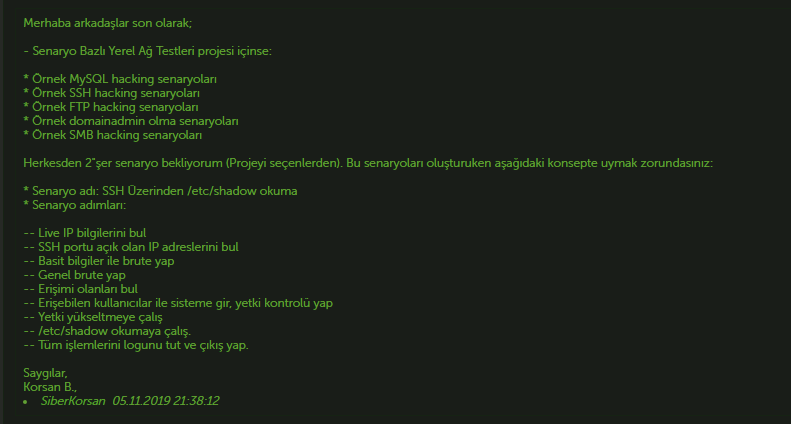 Merhaba arkadaşlar son olarak;
- Senaryo Bazlı Yerel Ağ Testleri projesi içinse:
* Örnek MySQL hacking senaryoları
* Örnek SSH hacking senaryoları
* Örnek FTP hacking senaryoları
* Örnek domainadmin olma senaryoları
* Örnek SMB hacking senaryoları
Herkesden 2"şer senaryo bekliyorum (Projeyi seçenlerden). Bu senaryoları oluşturuken aşağıdaki konsepte uymak zorundasınız:
* Senaryo adı: SSH Üzerinden /etc/shadow okuma
* Senaryo adımları:
-- Live IP bilgilerini bul
-- SSH portu açık olan IP adreslerini bul
-- Basit bilgiler ile brute yap
-- Genel brute yap
-- Erişimi olanları bul
-- Erişebilen kullanıcılar ile sisteme gir, yetki kontrolü yap
-- Yetki yükseltmeye çalış
-- /etc/shadow okumaya çalış.
-- Tüm işlemlerini logunu tut ve çıkış yap.
Saygılar,
Korsan B.,
• SiberKorsan 05.11.2019 21:38:12